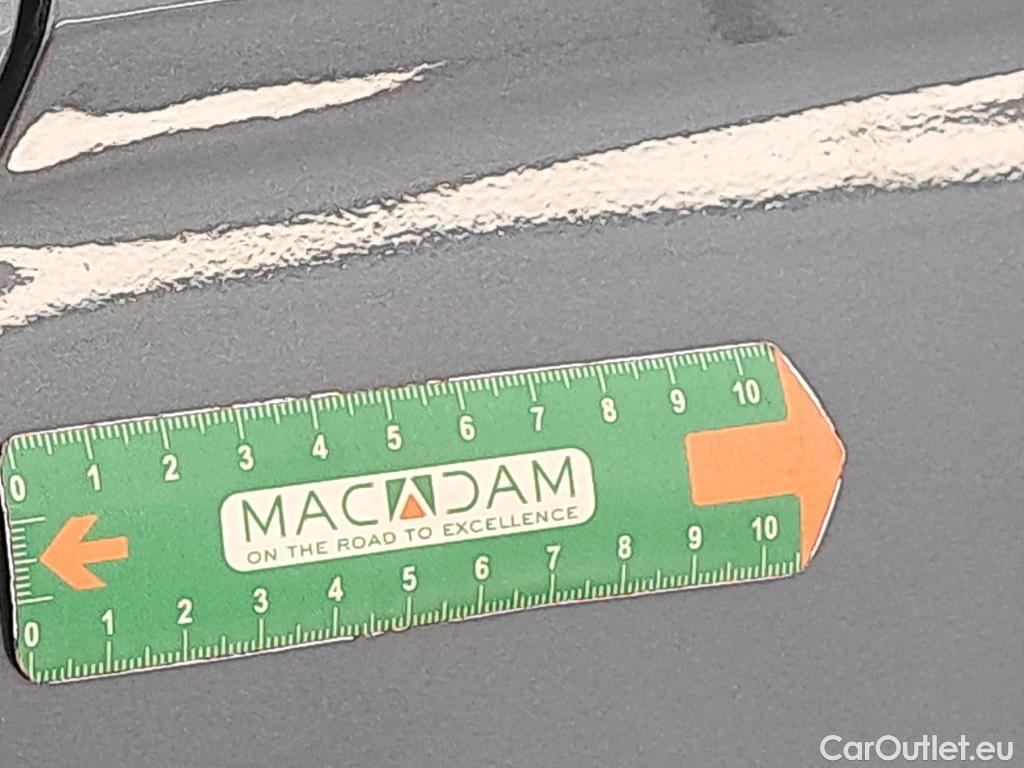 0 1 2 3 4 5 6 7 8 9 10
MACADAM
ON THE ROAD TO EXCELLENCE
0 1 2 3 4 5 6 7 8 9 10
CarOutlet.eu